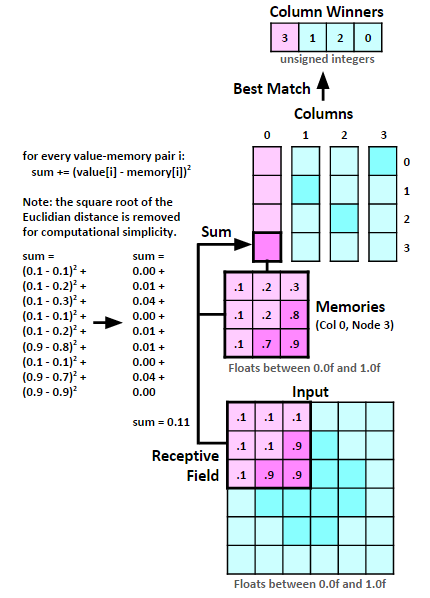 Column Winners
3 1 2 0
unsigned integers
Best Match
Columns
0 1 2 3
0
1
2
3
for every value-memory pair i:
sum += (value[i] - memory[i])²
Note: the square root of the
Euclidian distance is removed
for computational simplicity.
Sum
sum =
(0.1 - 0.1)² +
(0.1 - 0.2)² +
(0.1 - 0.3)² +
(0.1 - 0.1)² +
(0.1 - 0.2)² +
(0.9 - 0.8)² +
(0.1 - 0.1)² +
(0.9 - 0.7)² +
(0.9 - 0.9)²
sum =
0.00 +
0.01 +
0.04 +
0.00 +
0.01 +
0.01 +
0.00 +
0.04 +
0.00
sum = 0.11
.1 .2 .3
.1 .2 .8
.1 .7 .9
Memories
(Col 0, Node 3)
Floats between 0.0f and 1.0f
Input
.1 .1 .1
.1 .1 .9
.1 .9 .9
Receptive
Field
Floats between 0.0f and 1.0f